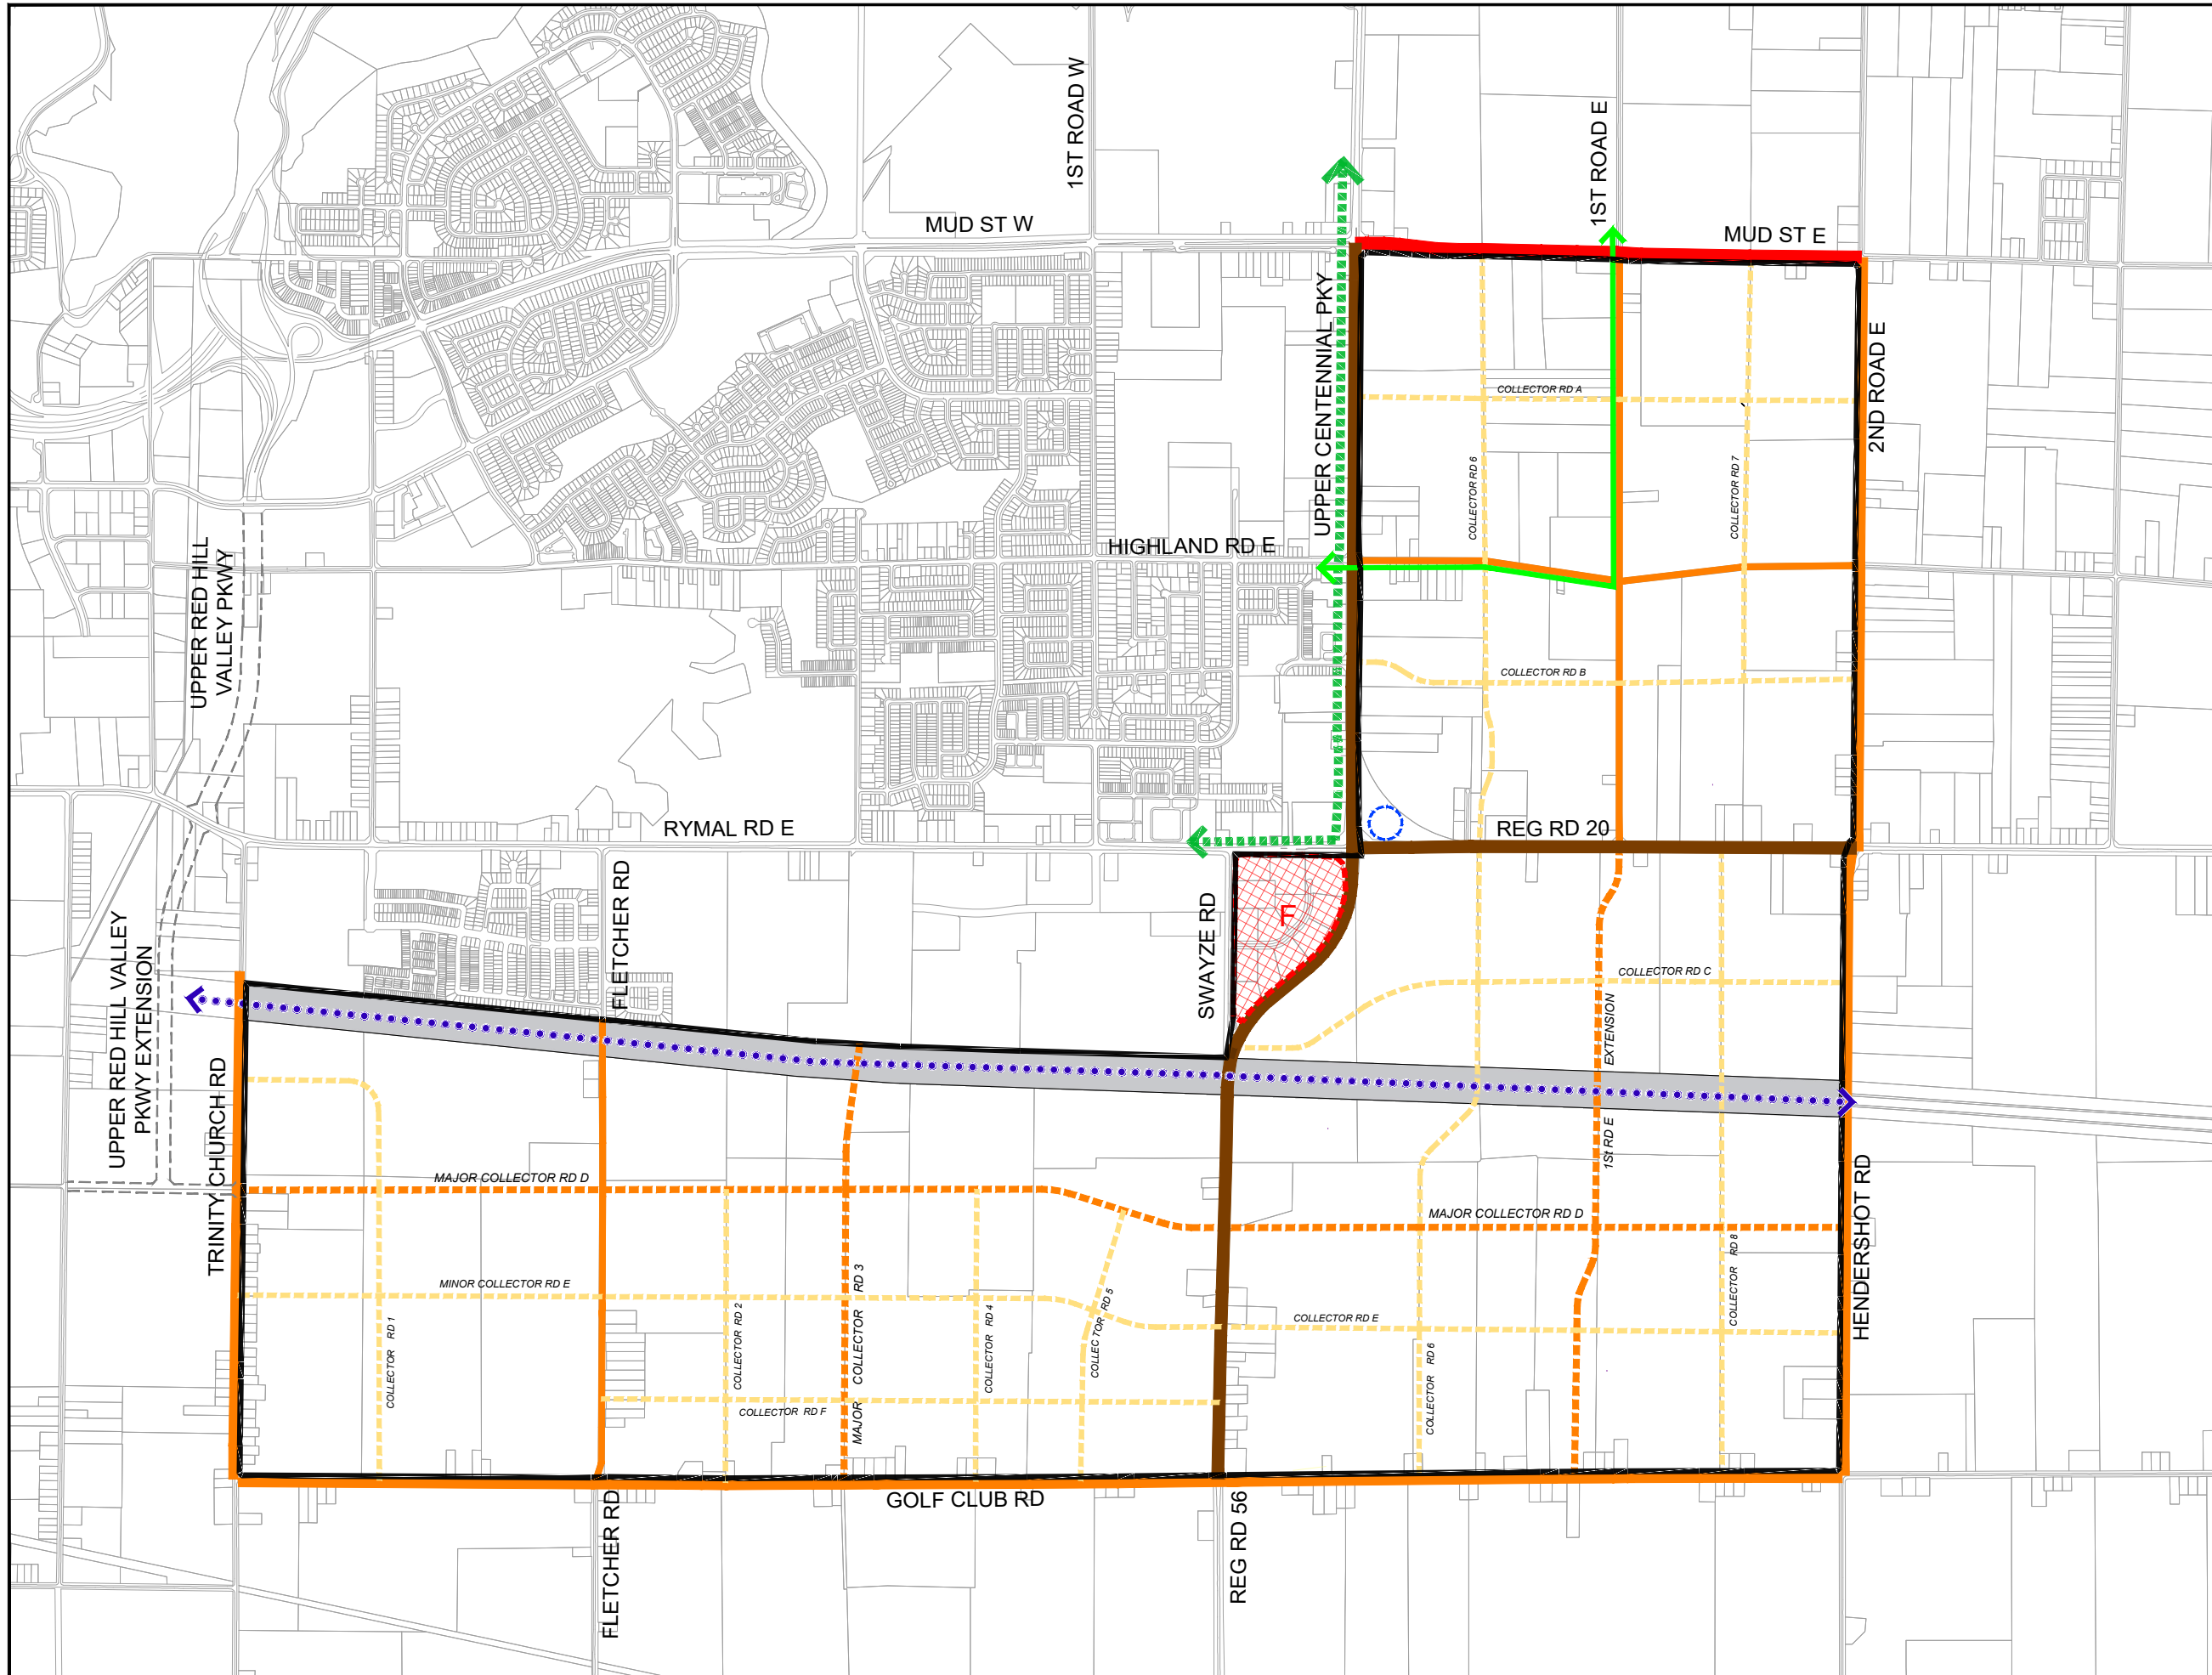 1ST ROAD W
MUD ST W
1ST ROAD E
MUD ST E
UPPER CENTENNIAL PKY
2ND ROAD E
COLLECTOR RD A
COLLECTOR RD 6
COLLECTOR RD 7
HIGHLAND RD E
UPPER RED HILL
VALLEY PKWY
COLLECTOR RD B
RYMAL RD E
REG RD 20
FLETCHER RD
SWAYZE RD
F
UPPER RED HILL VALLEY
PKWY EXTENSION
COLLECTOR RD C
1St RD E EXTENSION
TRINITY CHURCH RD
MAJOR COLLECTOR RD D
MAJOR COLLECTOR RD D
HENDERSHOT RD
MINOR COLLECTOR RD E
COLLECTOR RD 1
COLLECTOR RD 2
MAJOR COLLECTOR RD 3
COLLECTOR RD 4
COLLECTOR RD 5
COLLECTOR RD E
COLLECTOR RD 6
COLLECTOR RD 8
COLLECTOR RD F
GOLF CLUB RD
FLETCHER RD
REG RD 56